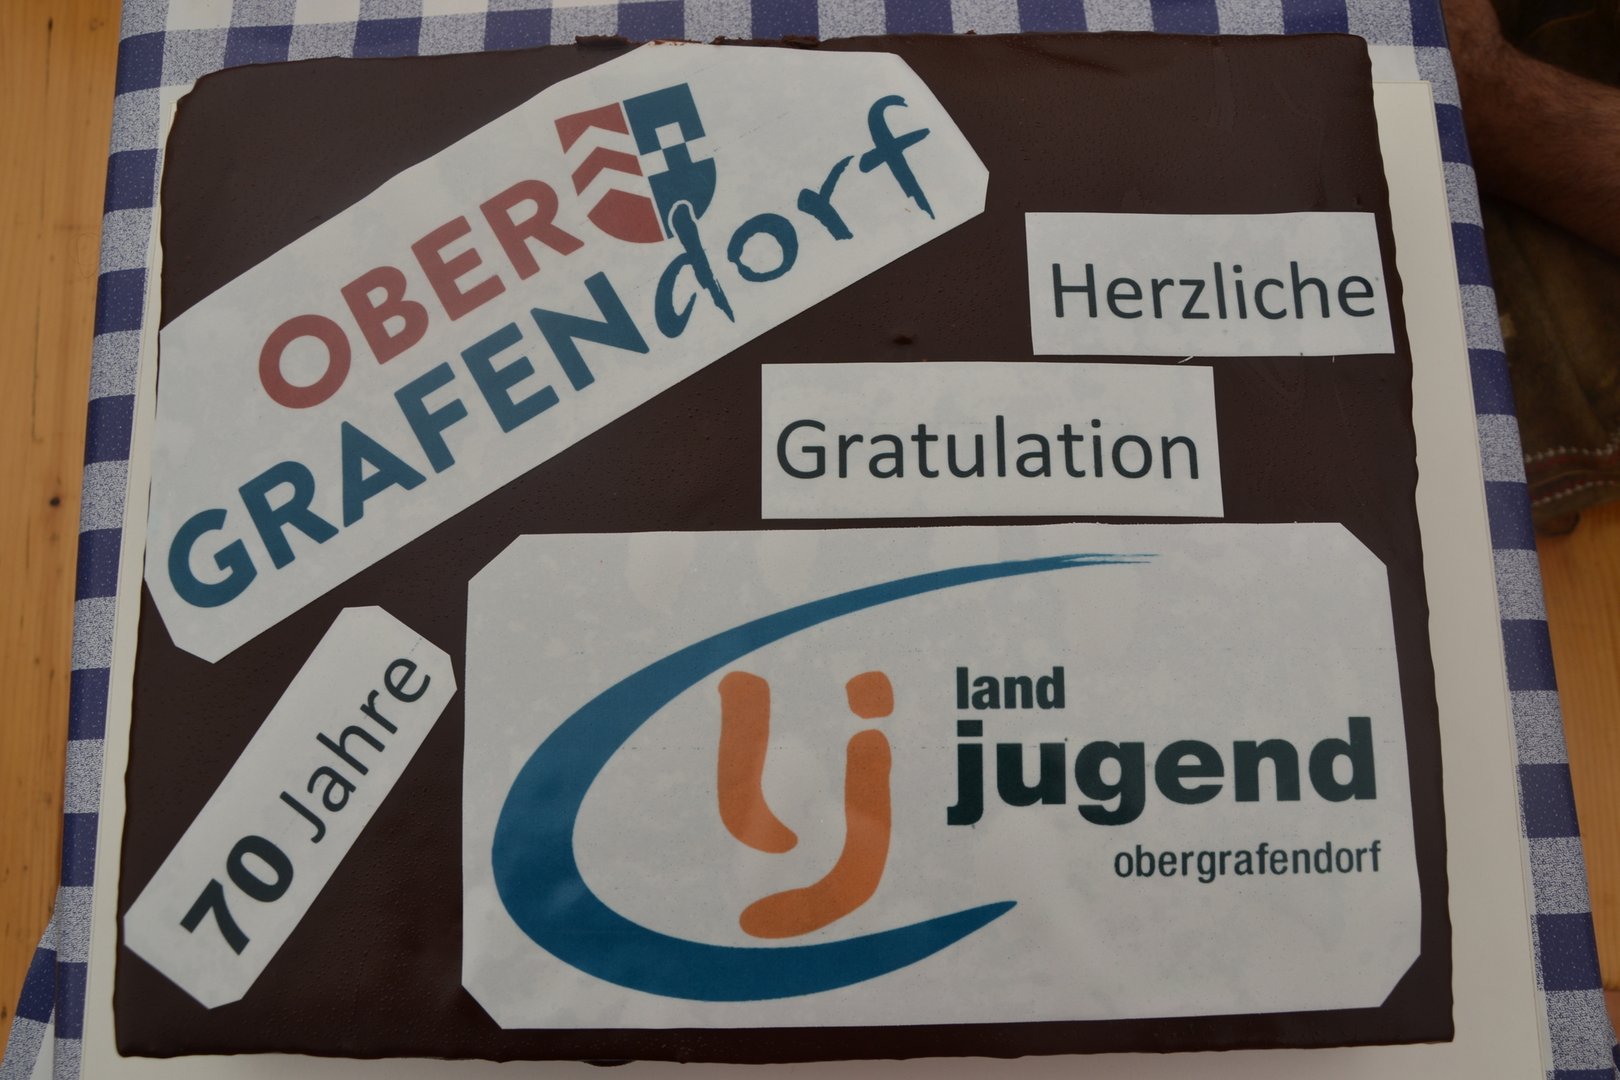 OBER
GRAFENdorf
Herzliche
Gratulation
70 Jahre
lj
land
jugend
obergrafendorf